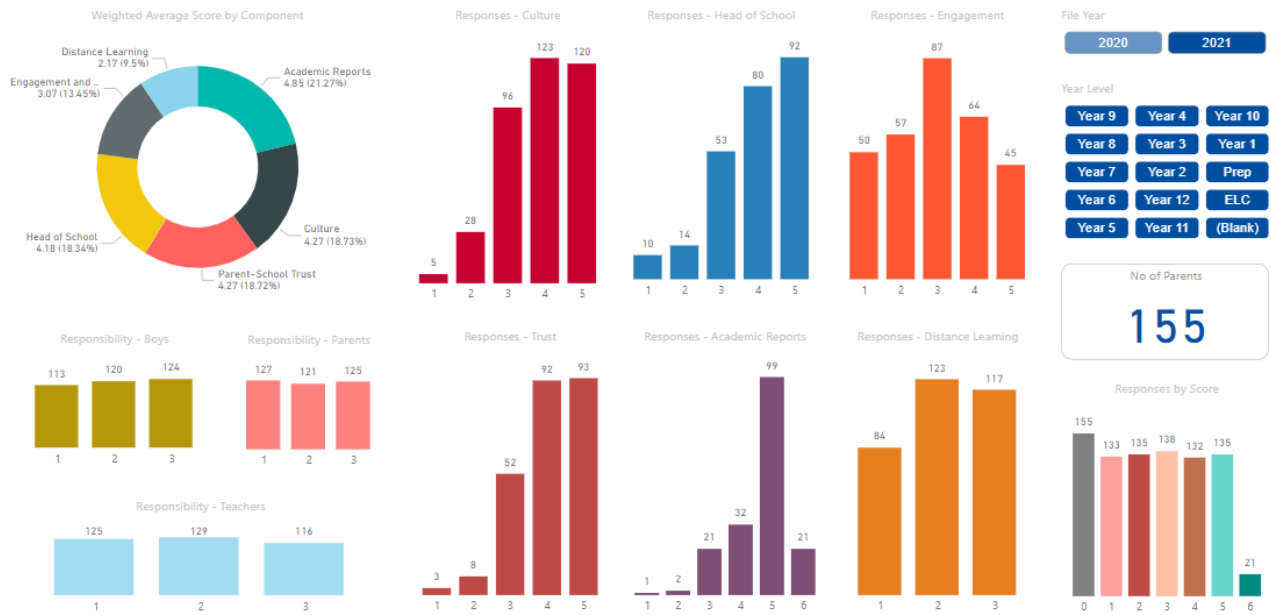 Weighted Average Score by Component
Distance Learning
2.17 (9.5%)
Engagement and ...
3.07 (13.45%)
Academic Reports
4.85 (21.27%)
Head of School
4.18 (18.34%)
Culture
4.27 (18.73%)
Parent-School Trust
4.27 (18.72%)
Responses - Culture
5 28 96 123 120
1 2 3 4 5
Responses - Head of School
10 14 53 80 92
1 2 3 4 5
Responses - Engagement
50 57 87 64 45
1 2 3 4 5
File Year
2020 2021
Year Level
Year 9 Year 4 Year 10
Year 8 Year 3 Year 1
Year 7 Year 2 Prep
Year 6 Year 12 ELC
Year 5 Year 11 (Blank)
No of Parents
155
Responsibility - Boys
113 120 124
1 2 3
Responsibility - Parents
127 121 125
1 2 3
Responsibility - Teachers
125 129 116
1 2 3
Responses - Trust
3 8 52 92 93
1 2 3 4 5
Responses - Academic Reports
1 2 21 32 99 21
1 2 3 4 5 6
Responses - Distance Learning
84 123 117
1 2 3
Responses by Score
155 133 135 138 132 135 21
0 1 2 3 4 5 6